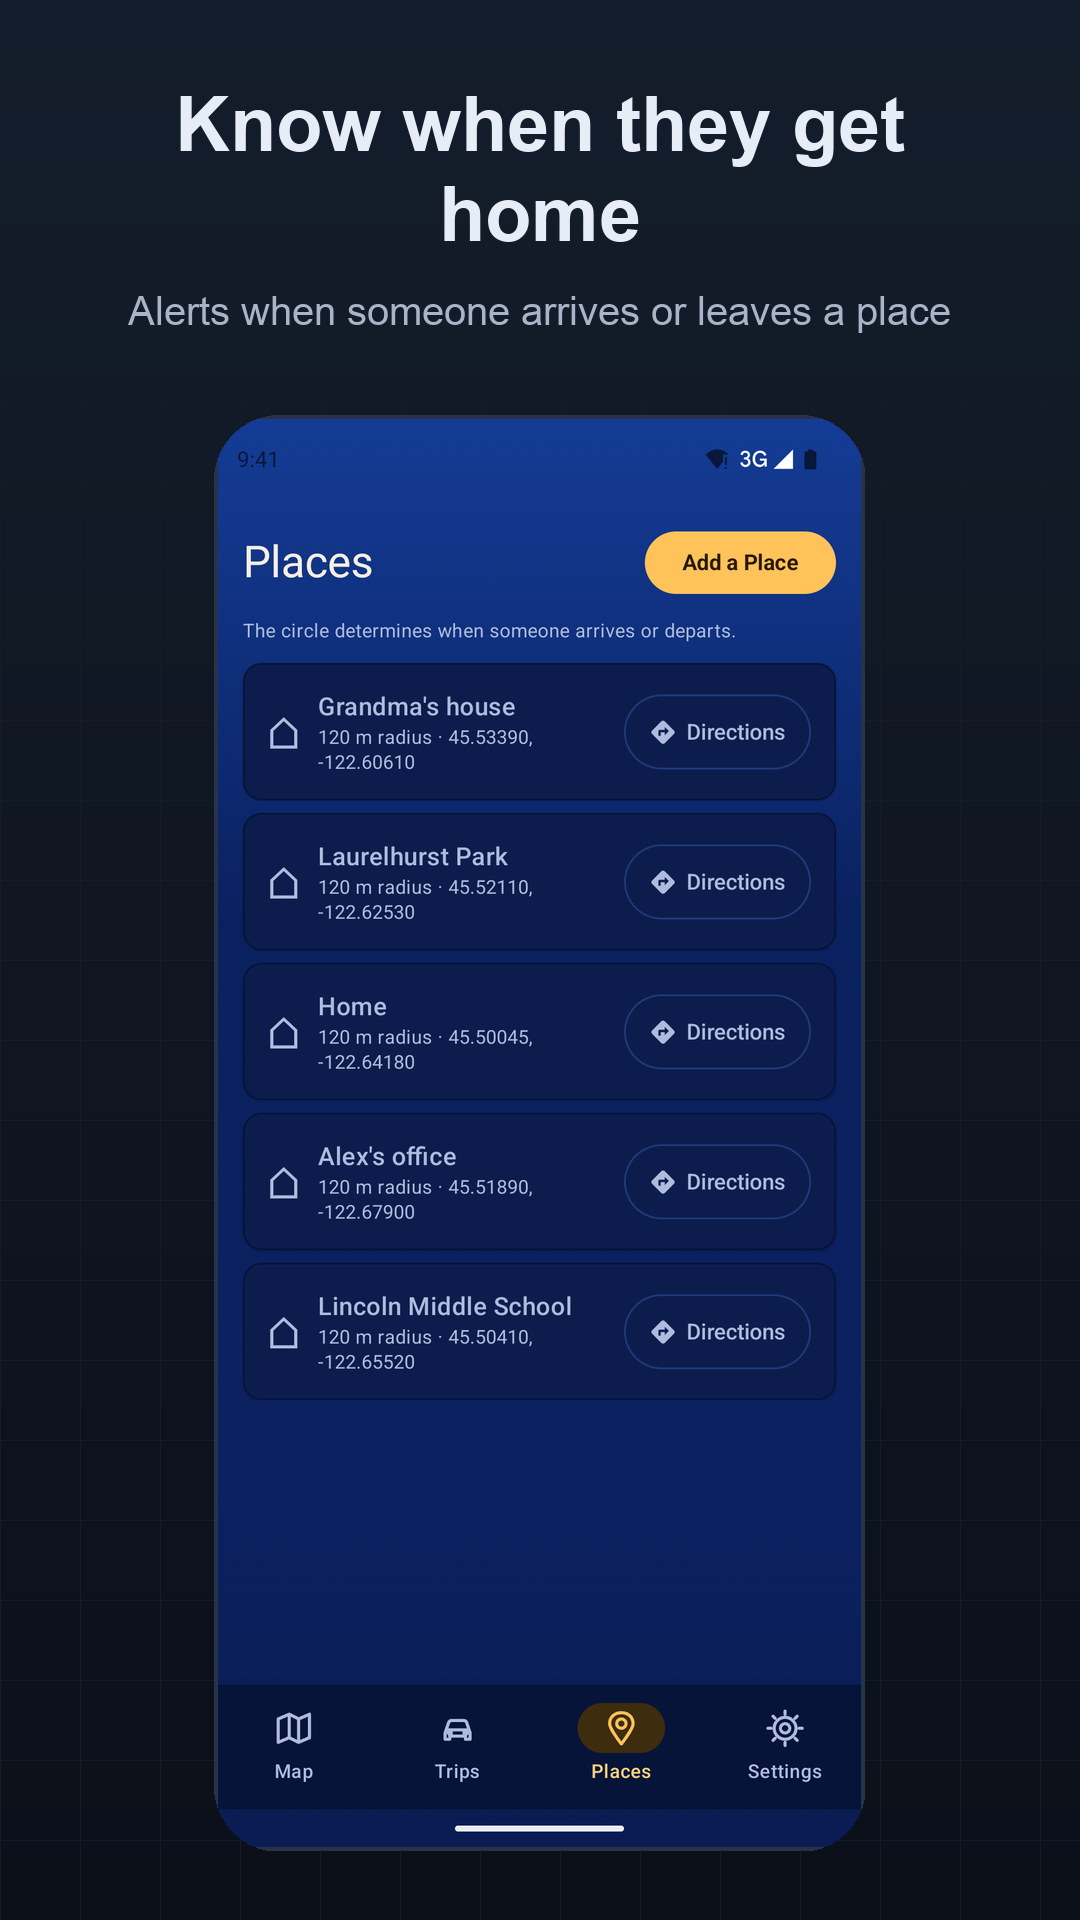 Know when they get
home
Alerts when someone arrives or leaves a place
9:41
3G
Places
Add a Place
The circle determines when someone arrives or departs.
Grandma's house
120 m radius · 45.53390,
-122.60610
Directions
Laurelhurst Park
120 m radius · 45.52110,
-122.62530
Directions
Home
120 m radius · 45.50045,
-122.64180
Directions
Alex's office
120 m radius · 45.51890,
-122.67900
Directions
Lincoln Middle School
120 m radius · 45.50410,
-122.65520
Directions
Map
Trips
Places
Settings